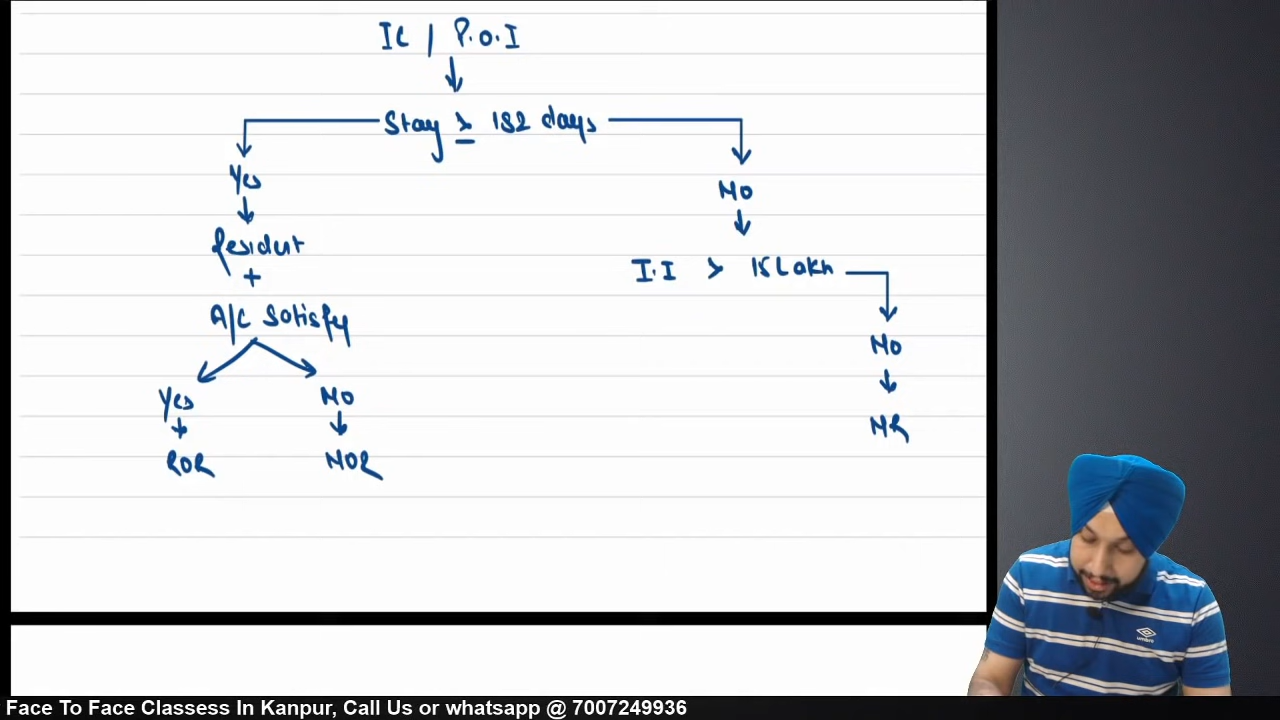 IC | P.O.I
Stay ≥ 182 days
Yes
No
Resident
+
I.I > 15 Lakh
A/C Satisfy
No
Yes
No
NR
ROR
NOR
umbro
Face To Face Classess In Kanpur, Call Us or whatsapp @ 7007249936